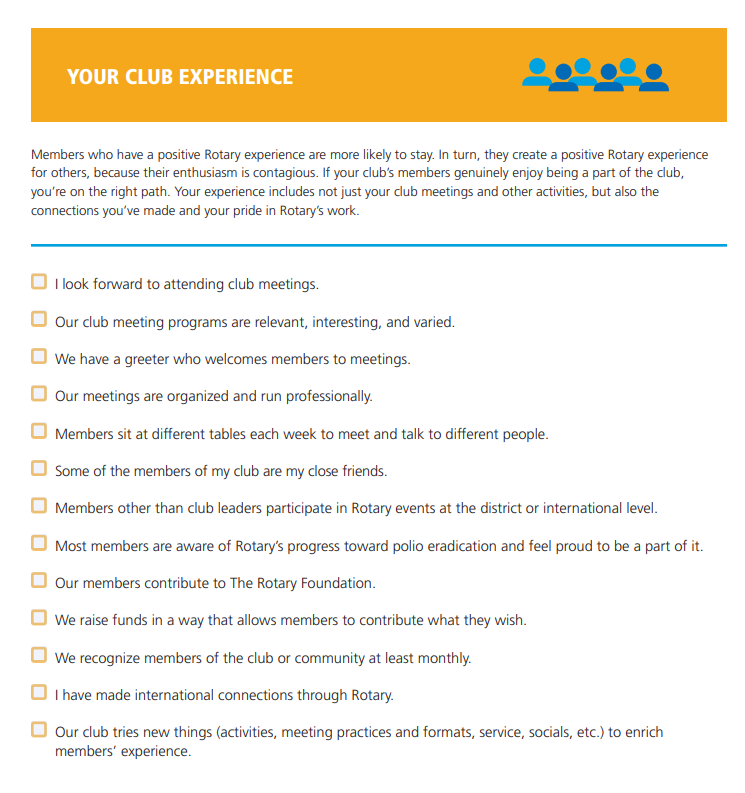 YOUR CLUB EXPERIENCE
Members who have a positive Rotary experience are more likely to stay. In turn, they create a positive Rotary experience
for others, because their enthusiasm is contagious. If your club’s members genuinely enjoy being a part of the club,
you’re on the right path. Your experience includes not just your club meetings and other activities, but also the
connections you’ve made and your pride in Rotary’s work.
I look forward to attending club meetings.
Our club meeting programs are relevant, interesting, and varied.
We have a greeter who welcomes members to meetings.
Our meetings are organized and run professionally.
Members sit at different tables each week to meet and talk to different people.
Some of the members of my club are my close friends.
Members other than club leaders participate in Rotary events at the district or international level.
Most members are aware of Rotary’s progress toward polio eradication and feel proud to be a part of it.
Our members contribute to The Rotary Foundation.
We raise funds in a way that allows members to contribute what they wish.
We recognize members of the club or community at least monthly.
I have made international connections through Rotary.
Our club tries new things (activities, meeting practices and formats, service, socials, etc.) to enrich
members’ experience.